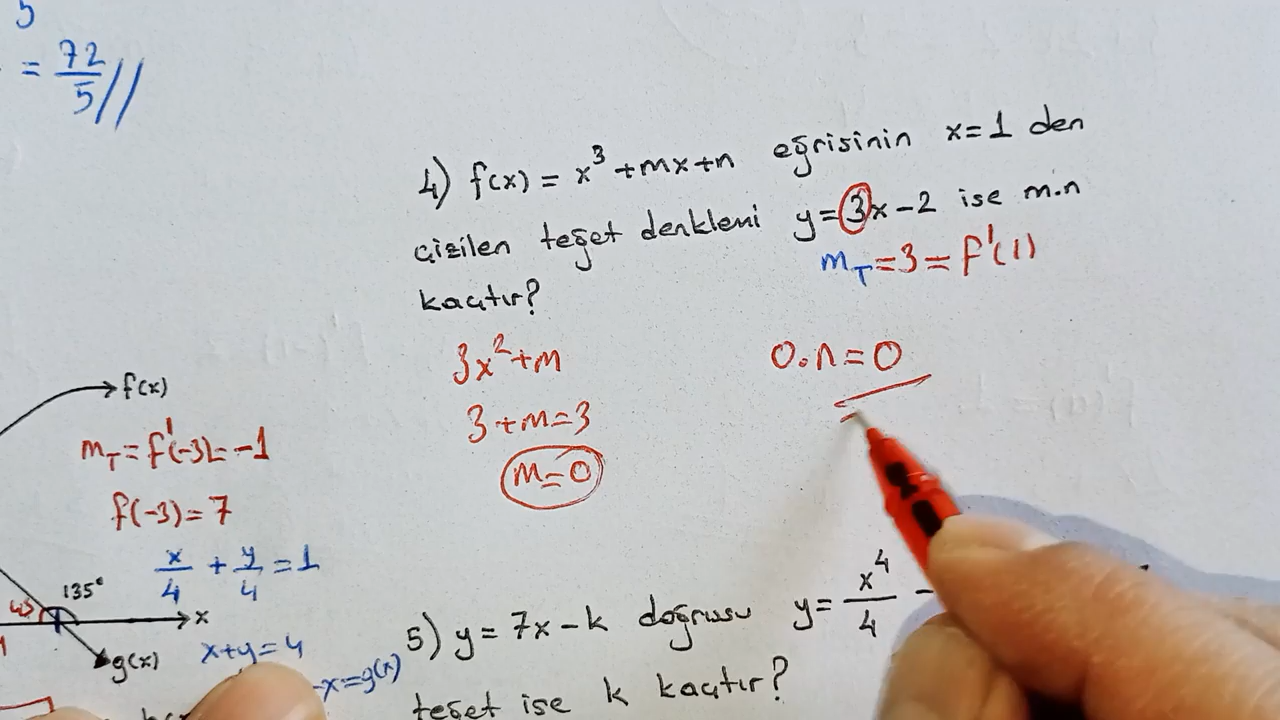 5
= 72/5 //
4) f(x) = x³ + mx + n eğrisinin x=1 den
çizilen teğet denklemi y=3x-2 ise m.n
kaçtır?
m_T = 3 = f'(1)
3x²+m
3+m=3
m=0
0.n=0
f(x)
m_T = f'(-3) = -1
f(-3) = 7
x/4 + y/4 = 1
135°
45
x
g(x)
x+y=4
-x=g(x)
5) y = 7x - k doğrusu y = x⁴/4 -
teğet ise k kaçtır?